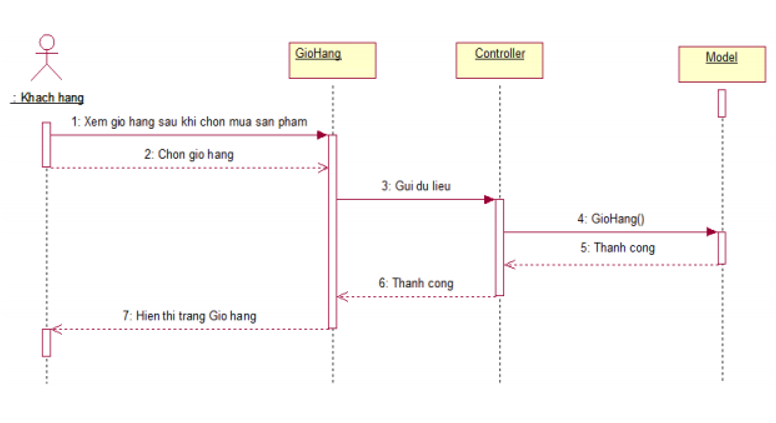 GioHang
Controller
Model
: Khach hang
1: Xem gio hang sau khi chon mua san pham
2: Chon gio hang
3: Gui du lieu
4: GioHang()
5: Thanh cong
6: Thanh cong
7: Hien thi trang Gio hang